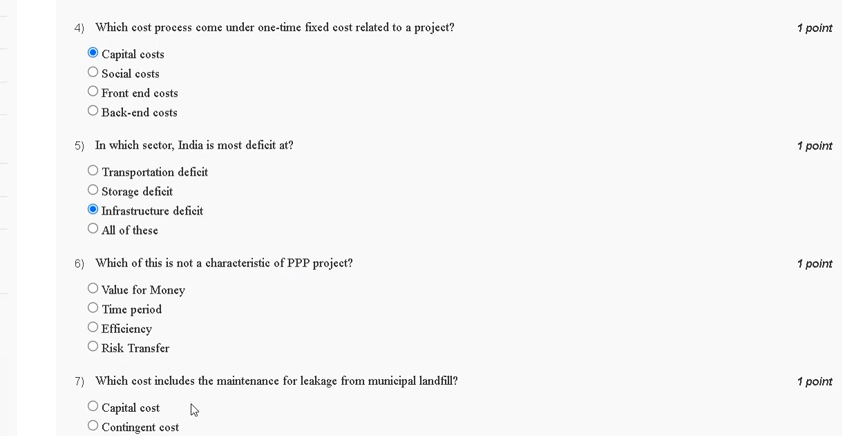 4) Which cost process come under one-time fixed cost related to a project? 1 point
Capital costs
Social costs
Front end costs
Back-end costs
5) In which sector, India is most deficit at? 1 point
Transportation deficit
Storage deficit
Infrastructure deficit
All of these
6) Which of this is not a characteristic of PPP project? 1 point
Value for Money
Time period
Efficiency
Risk Transfer
7) Which cost includes the maintenance for leakage from municipal landfill? 1 point
Capital cost
Contingent cost